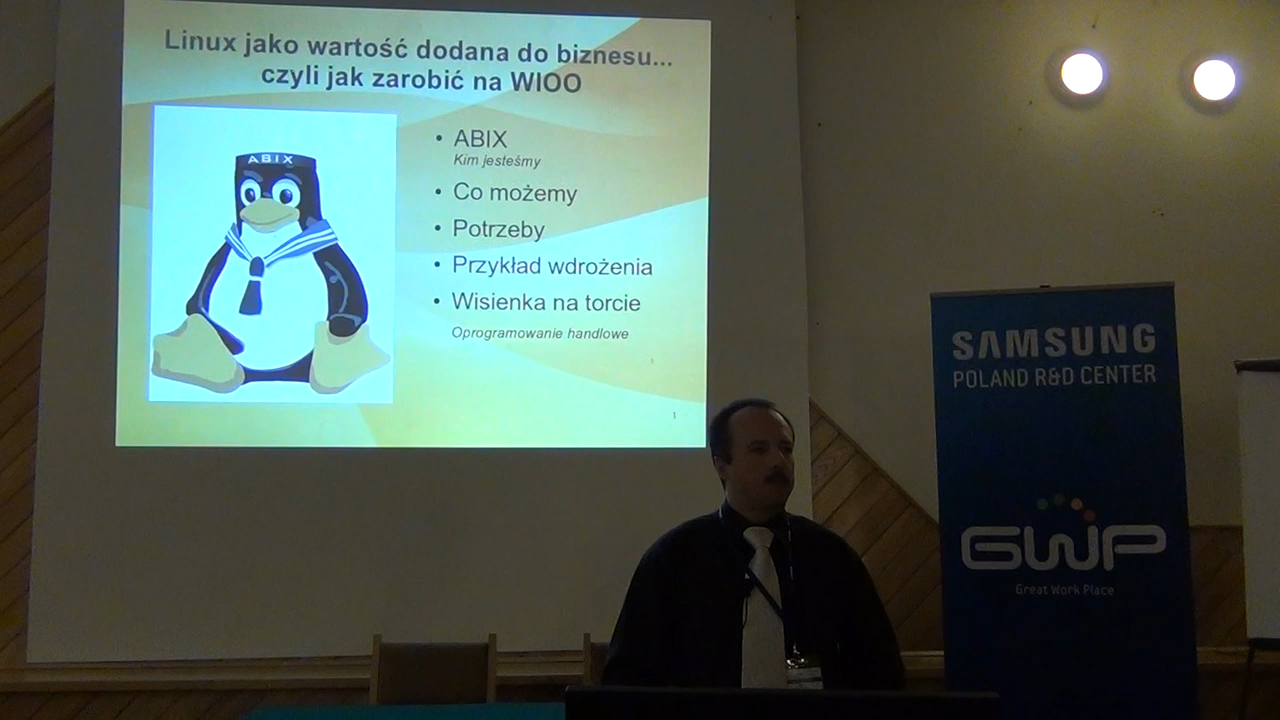 Linux jako wartość dodana do biznesu...
czyli jak zarobić na WIOO
ABIX
• ABIX
Kim jesteśmy
• Co możemy
• Potrzeby
• Przykład wdrożenia
• Wisienka na torcie
Oprogramowanie handlowe
1
SAMSUNG
POLAND R&D CENTER
GWP
Great Work Place